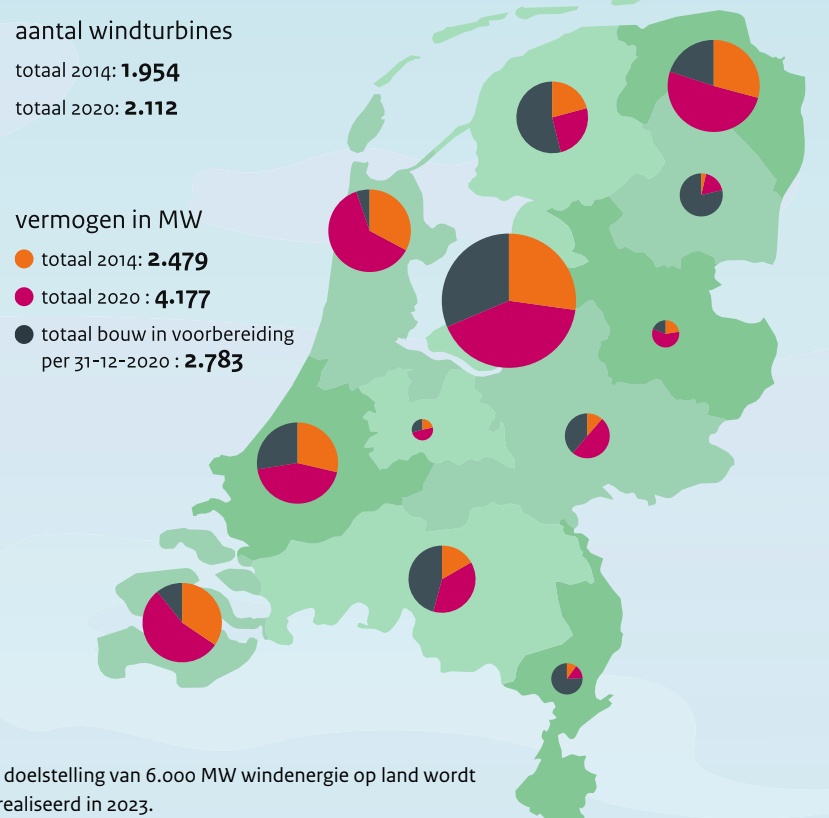 aantal windturbines
totaal 2014: 1.954
totaal 2020: 2.112
vermogen in MW
totaal 2014: 2.479
totaal 2020 : 4.177
totaal bouw in voorbereiding
per 31-12-2020 : 2.783
doelstelling van 6.000 MW windenergie op land wordt
realiseerd in 2023.